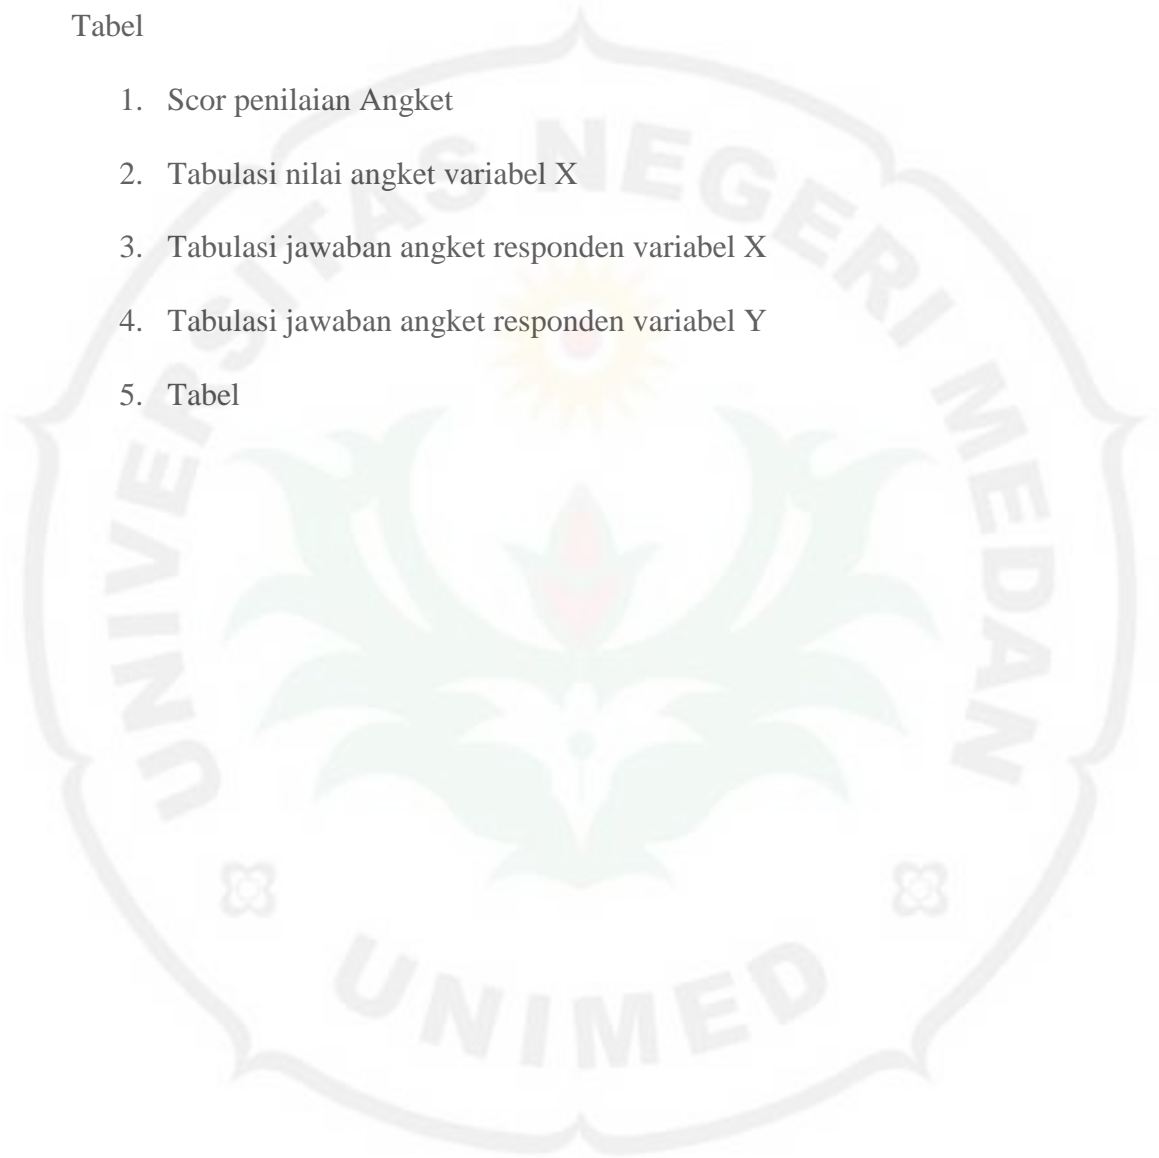 Tabel
1. Scor penilaian Angket
2. Tabulasi nilai angket variabel X
3. Tabulasi jawaban angket responden variabel X
4. Tabulasi jawaban angket responden variabel Y
5. Tabel
UNIVERSITAS NEGERI MEDAN
UNIMED